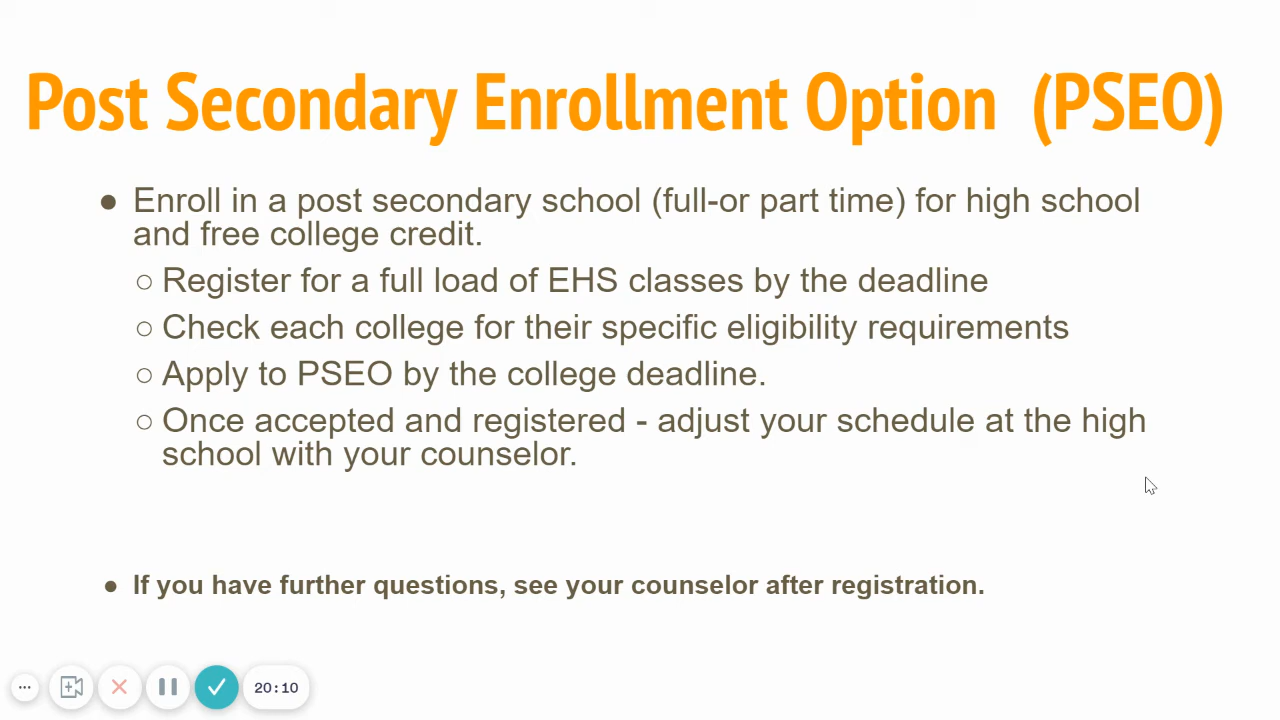 Post Secondary Enrollment Option (PSEO)
● Enroll in a post secondary school (full-or part time) for high school
and free college credit.
○ Register for a full load of EHS classes by the deadline
○ Check each college for their specific eligibility requirements
○ Apply to PSEO by the college deadline.
○ Once accepted and registered - adjust your schedule at the high
school with your counselor.
● If you have further questions, see your counselor after registration.
20:10